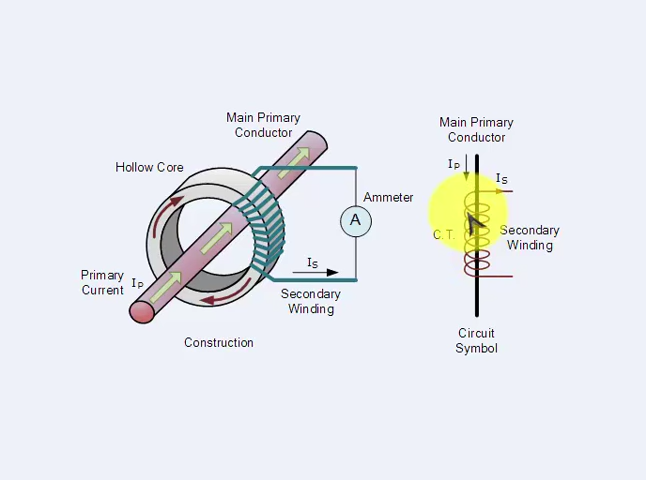 Main Primary
Conductor
Hollow Core
Ammeter
A
Primary
Current
IP
IS
Secondary
Winding
Construction
Main Primary
Conductor
IP
IS
C.T.
Secondary
Winding
Circuit
Symbol